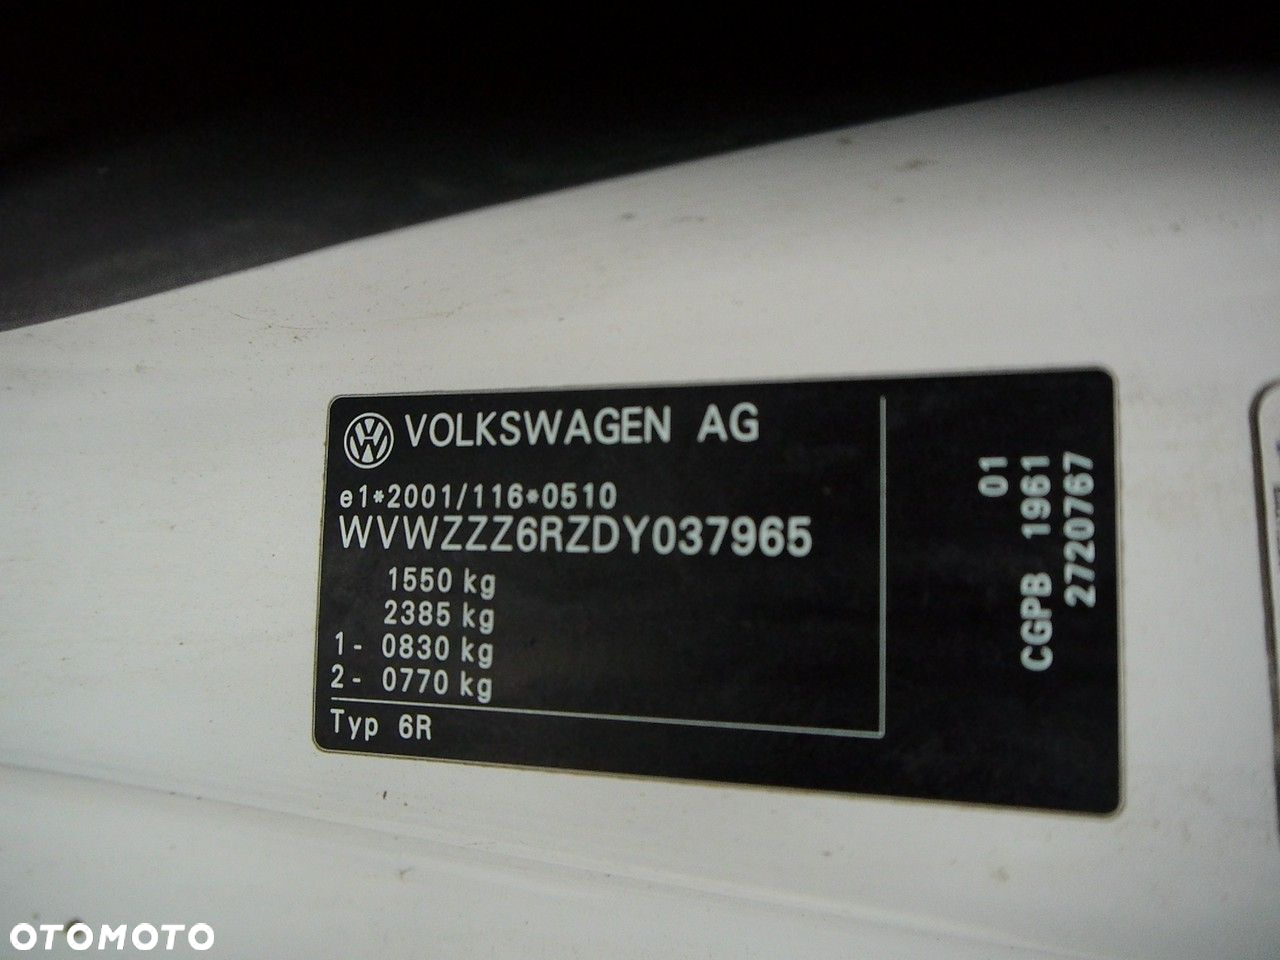 VOLKSWAGEN AG
e1*2001/116*0510
WVWZZZ6RZDY037965
1550 kg
2385 kg
1- 0830 kg
2- 0770 kg
Typ 6R
01
CGPB 1961
2720767
OTOMOTO